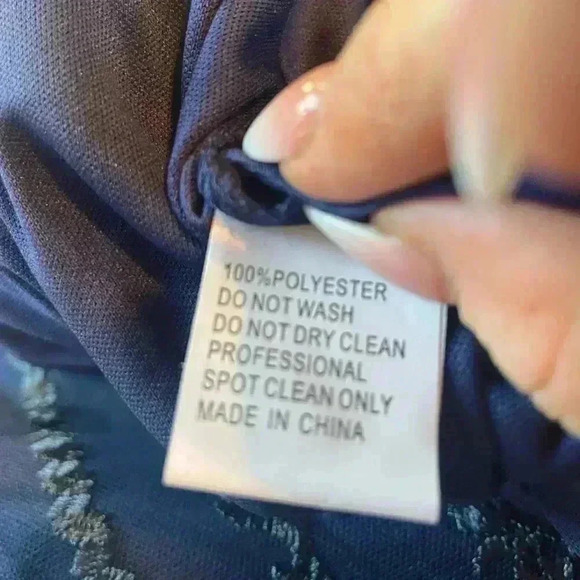 100%POLYESTER
DO NOT WASH
DO NOT DRY CLEAN
PROFESSIONAL
SPOT CLEAN ONLY
MADE IN CHINA